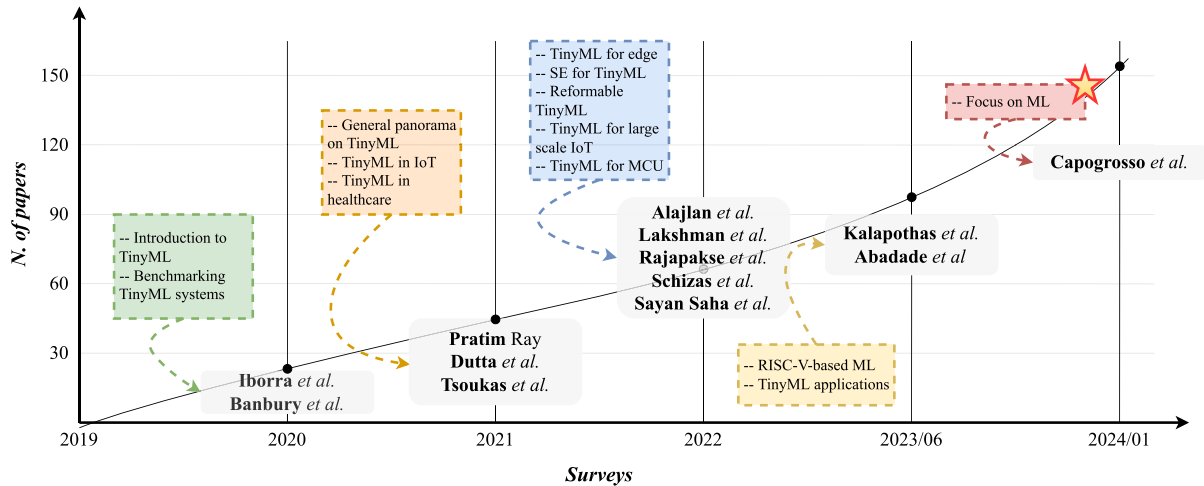 N. of papers
150
120
90
60
30
-- Introduction to
TinyML
-- Benchmarking
TinyML systems
-- General panorama
on TinyML
-- TinyML in IoT
-- TinyML in
healthcare
-- TinyML for edge
-- SE for TinyML
-- Reformable
TinyML
-- TinyML for large
scale IoT
-- TinyML for MCU
-- Focus on ML
Capogrosso et al.
Alajlan et al.
Lakshman et al.
Rajapakse et al.
Schizas et al.
Sayan Saha et al.
Kalapothas et al.
Abadade et al
Pratim Ray
Dutta et al.
Tsoukas et al.
-- RISC-V-based ML
-- TinyML applications
Iborra et al.
Banbury et al.
2019
2020
2021
2022
2023/06
2024/01
Surveys